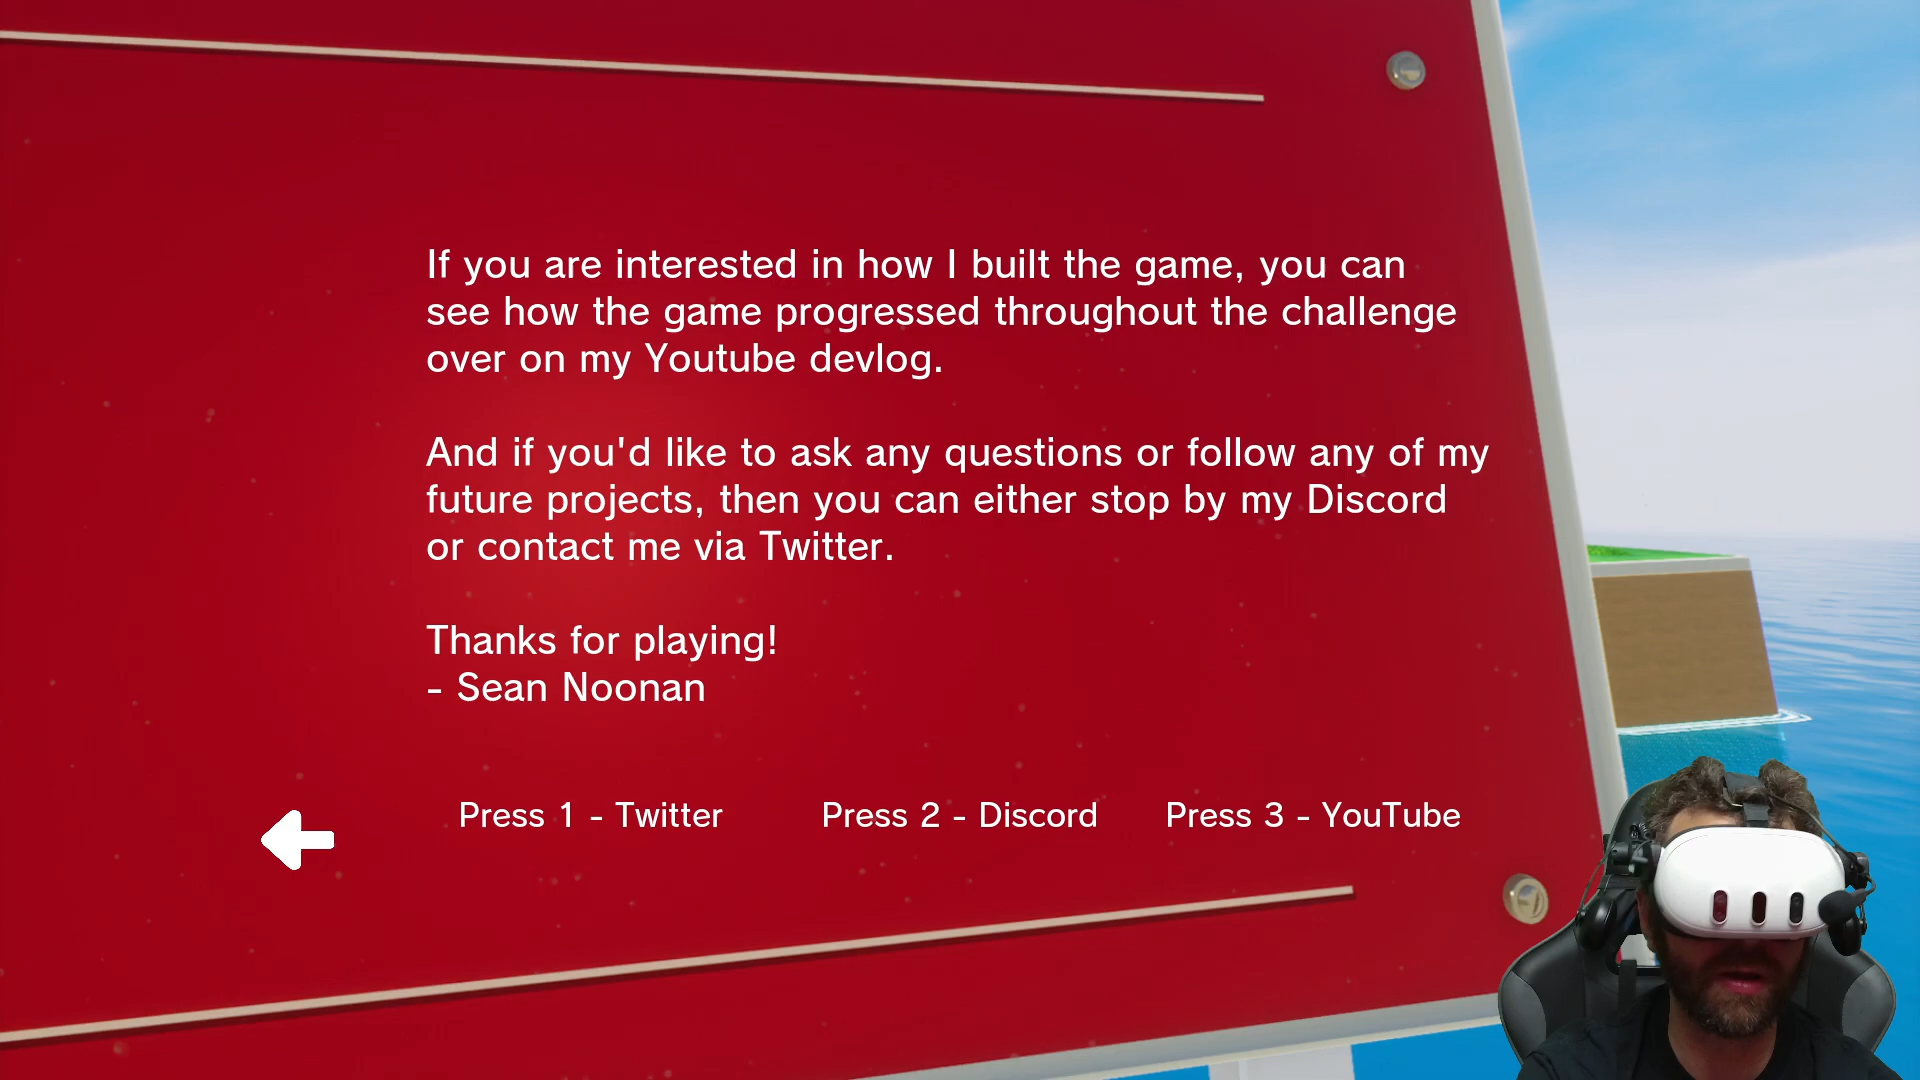 If you are interested in how I built the game, you can
see how the game progressed throughout the challenge
over on my Youtube devlog.
And if you'd like to ask any questions or follow any of my
future projects, then you can either stop by my Discord
or contact me via Twitter.
Thanks for playing!
- Sean Noonan
Press 1 - Twitter
Press 2 - Discord
Press 3 - YouTube